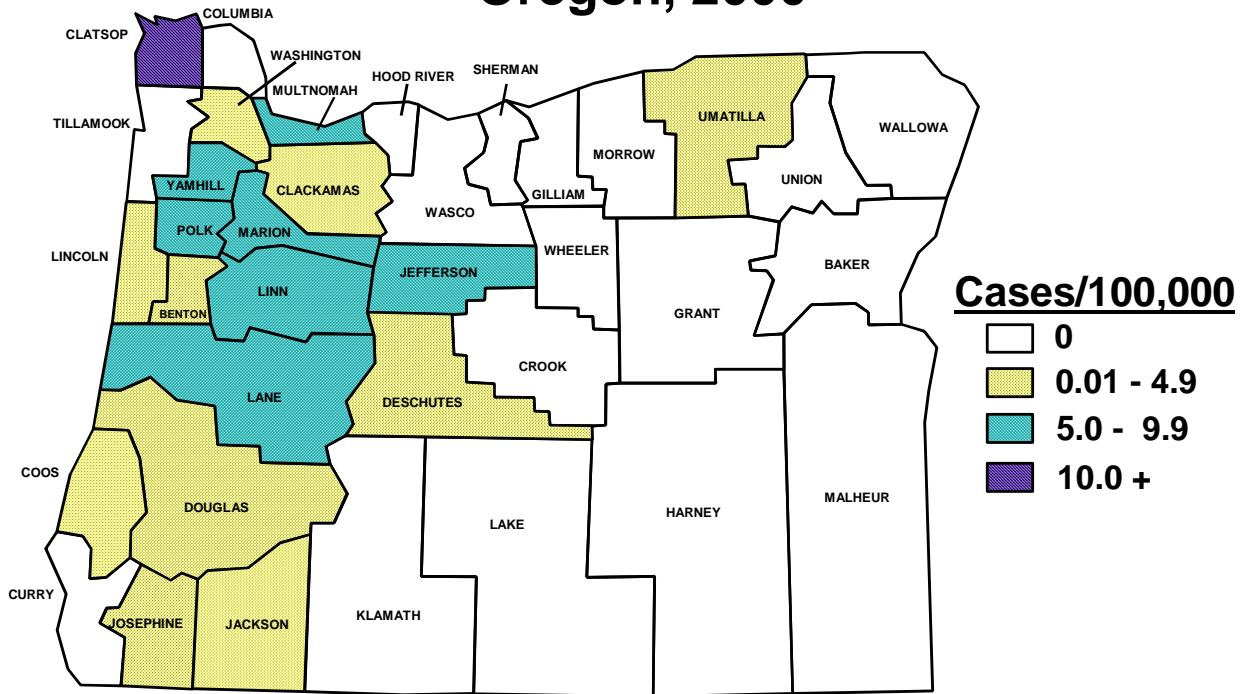 Oregon,
COLUMBIA
CLATSOP
WASHINGTON
HOOD RIVER
SHERMAN
MULTNOMAH
TILLAMOOK
UMATILLA
WALLOWA
MORROW
YAMHILL
CLACKAMAS
UNION
GILLIAM
WASCO
POLK
MARION
WHEELER
LINCOLN
JEFFERSON
BAKER
LINN
BENTON
GRANT
CROOK
LANE
DESCHUTES
COOS
DOUGLAS
LAKE
HARNEY
MALHEUR
CURRY
JOSEPHINE
JACKSON
KLAMATH
Cases/100,000
0
0.01 - 4.9
5.0 - 9.9
10.0 +